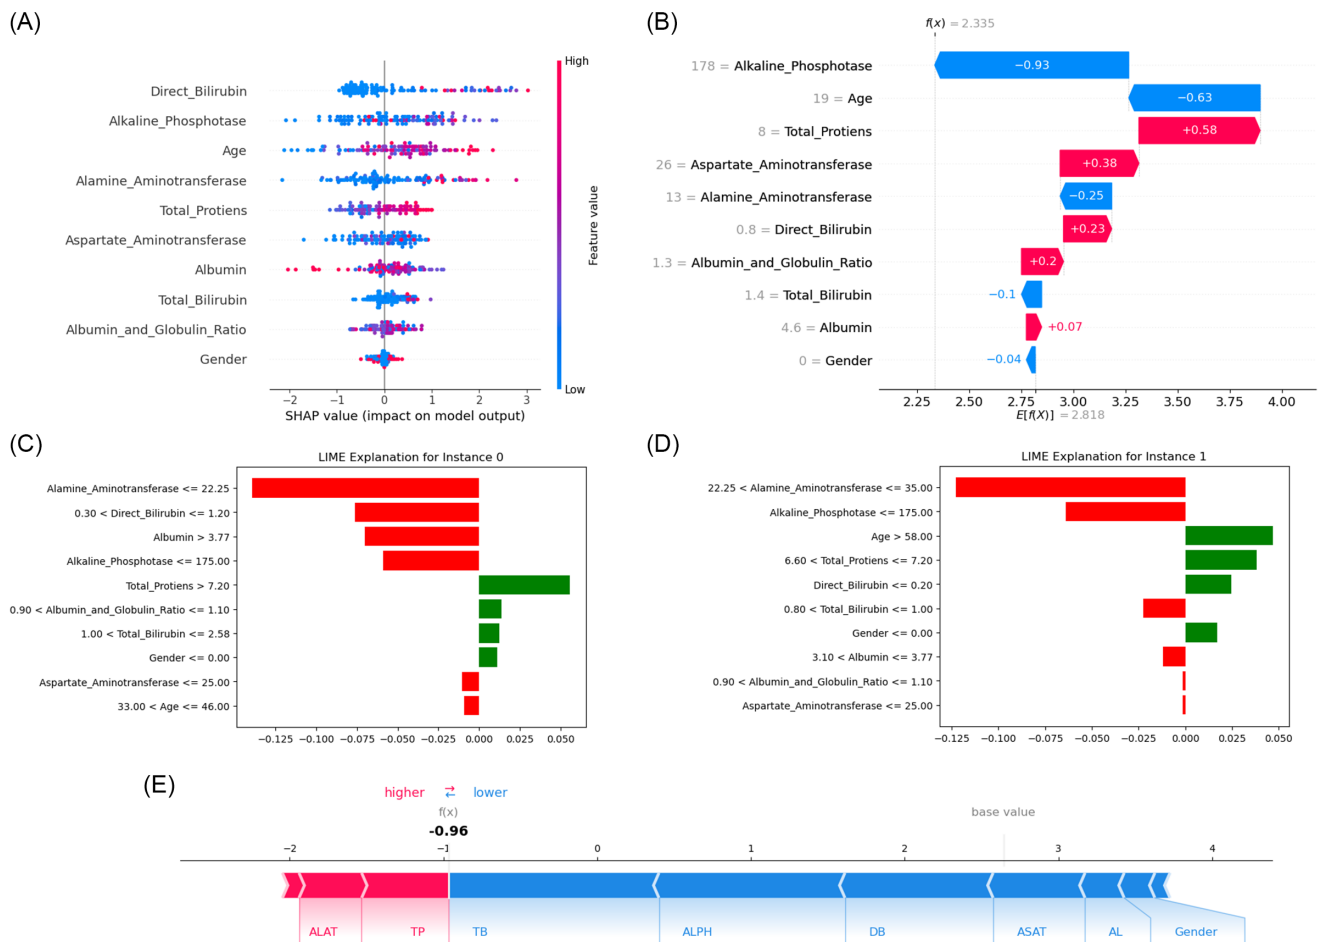 (A)
High
Direct_Bilirubin
Alkaline_Phosphotase
Age
Alamine_Aminotransferase
Total_Protiens
Aspartate_Aminotransferase
Albumin
Total_Bilirubin
Albumin_and_Globulin_Ratio
Gender
Feature value
Low
−2 −1 0 1 2 3
SHAP value (impact on model output)
(B)
f(x) = 2.335
178 = Alkaline_Phosphotase −0.93
19 = Age −0.63
8 = Total_Protiens +0.58
26 = Aspartate_Aminotransferase +0.38
13 = Alamine_Aminotransferase −0.25
0.8 = Direct_Bilirubin +0.23
1.3 = Albumin_and_Globulin_Ratio +0.2
1.4 = Total_Bilirubin −0.1
4.6 = Albumin +0.07
0 = Gender −0.04
2.25 2.50 2.75 3.00 3.25 3.50 3.75 4.00
E[f(X)] = 2.818
(C)
LIME Explanation for Instance 0
Alamine_Aminotransferase <= 22.25
0.30 < Direct_Bilirubin <= 1.20
Albumin > 3.77
Alkaline_Phosphotase <= 175.00
Total_Protiens > 7.20
0.90 < Albumin_and_Globulin_Ratio <= 1.10
1.00 < Total_Bilirubin <= 2.58
Gender <= 0.00
Aspartate_Aminotransferase <= 25.00
33.00 < Age <= 46.00
−0.125 −0.100 −0.075 −0.050 −0.025 0.000 0.025 0.050
(D)
LIME Explanation for Instance 1
22.25 < Alamine_Aminotransferase <= 35.00
Alkaline_Phosphotase <= 175.00
Age > 58.00
6.60 < Total_Protiens <= 7.20
Direct_Bilirubin <= 0.20
0.80 < Total_Bilirubin <= 1.00
Gender <= 0.00
3.10 < Albumin <= 3.77
0.90 < Albumin_and_Globulin_Ratio <= 1.10
Aspartate_Aminotransferase <= 25.00
−0.125 −0.100 −0.075 −0.050 −0.025 0.000 0.025 0.050
(E)
higher ⇄ lower
f(x) base value
-0.96
−2 −1 0 1 2 3 4
ALAT TP TB ALPH DB ASAT AL Gender